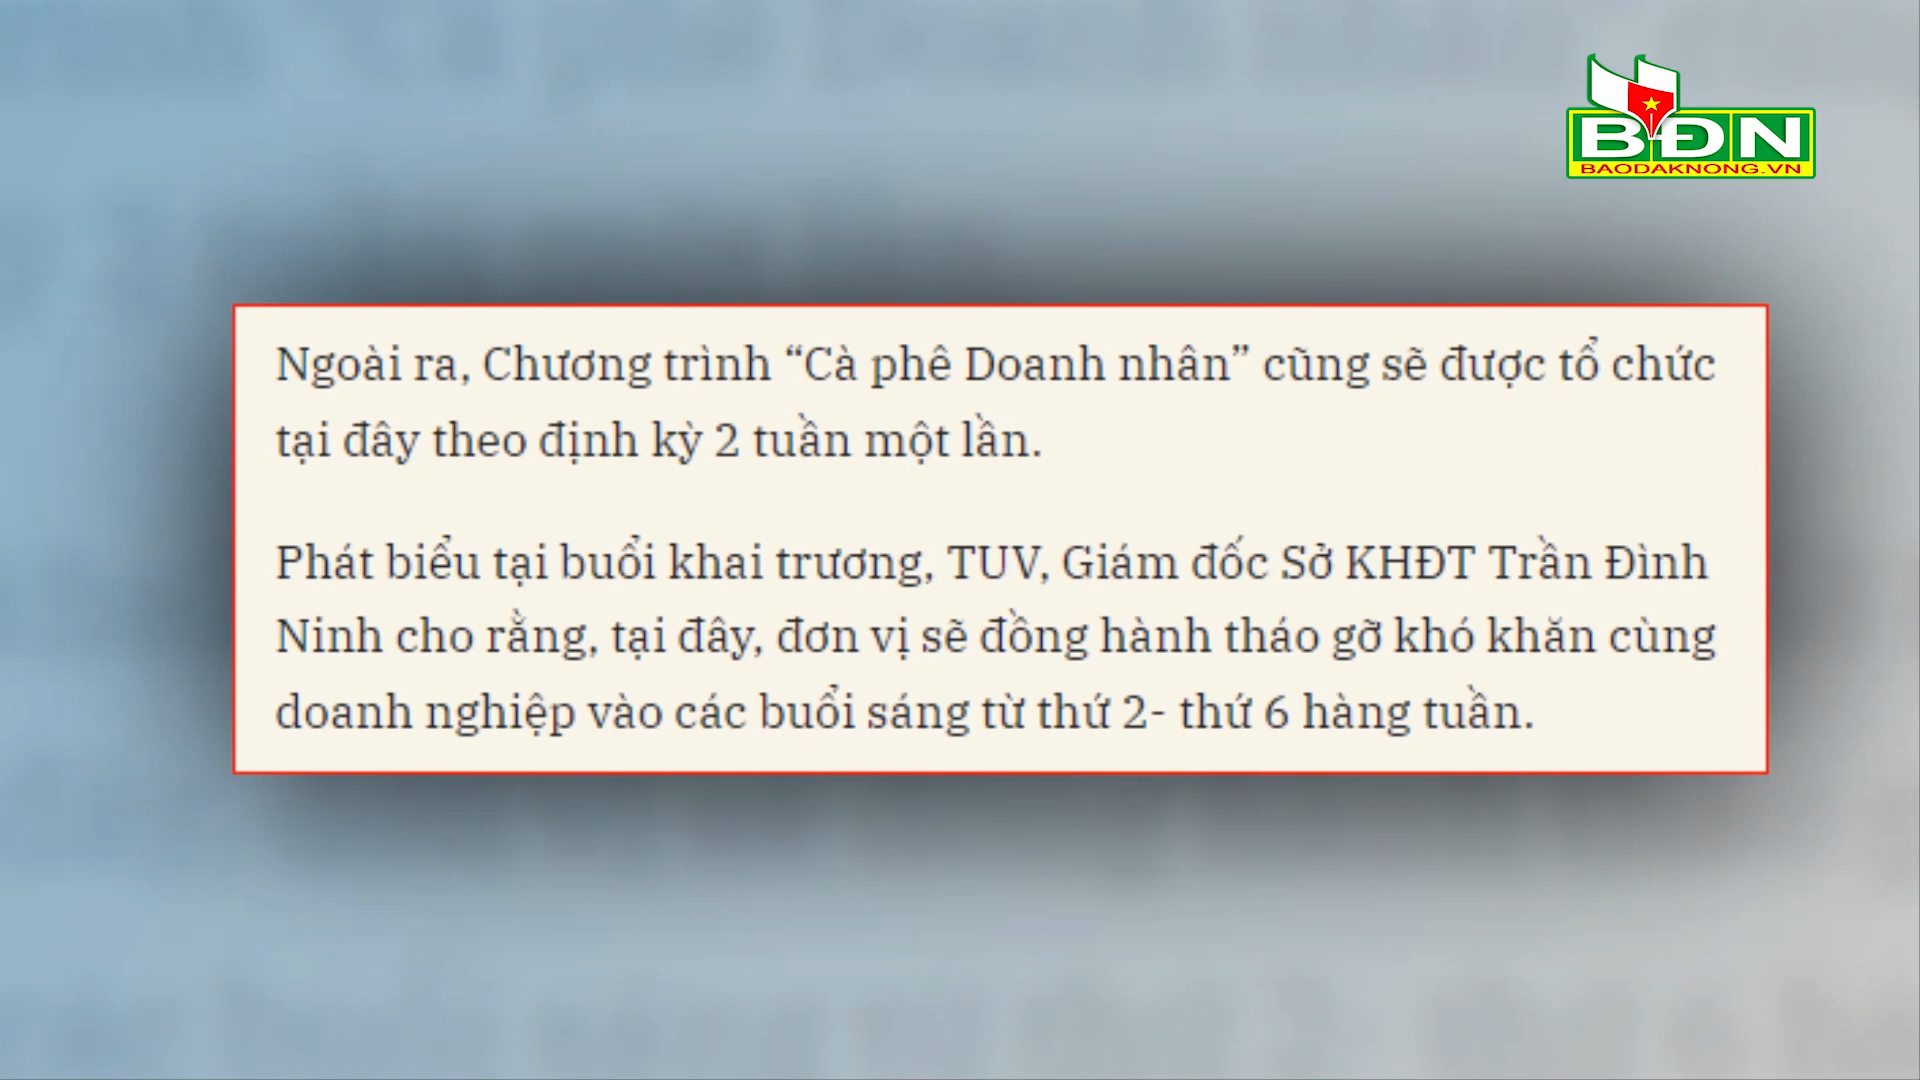 BĐN
BAODAKNONG.VN
Ngoài ra, Chương trình “Cà phê Doanh nhân” cũng sẽ được tổ chức
tại đây theo định kỳ 2 tuần một lần.
Phát biểu tại buổi khai trương, TUV, Giám đốc Sở KHĐT Trần Đình
Ninh cho rằng, tại đây, đơn vị sẽ đồng hành tháo gỡ khó khăn cùng
doanh nghiệp vào các buổi sáng từ thứ 2- thứ 6 hàng tuần.